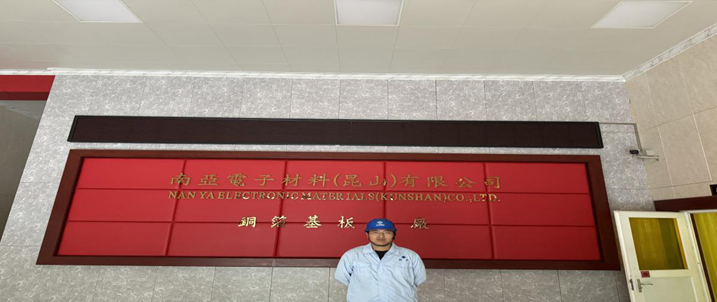 南亞電子材料(昆山)有限公司
NAN YA ELECTRONIC MATERIALS (KUNSHAN) CO., LTD.
銅箔基板廠